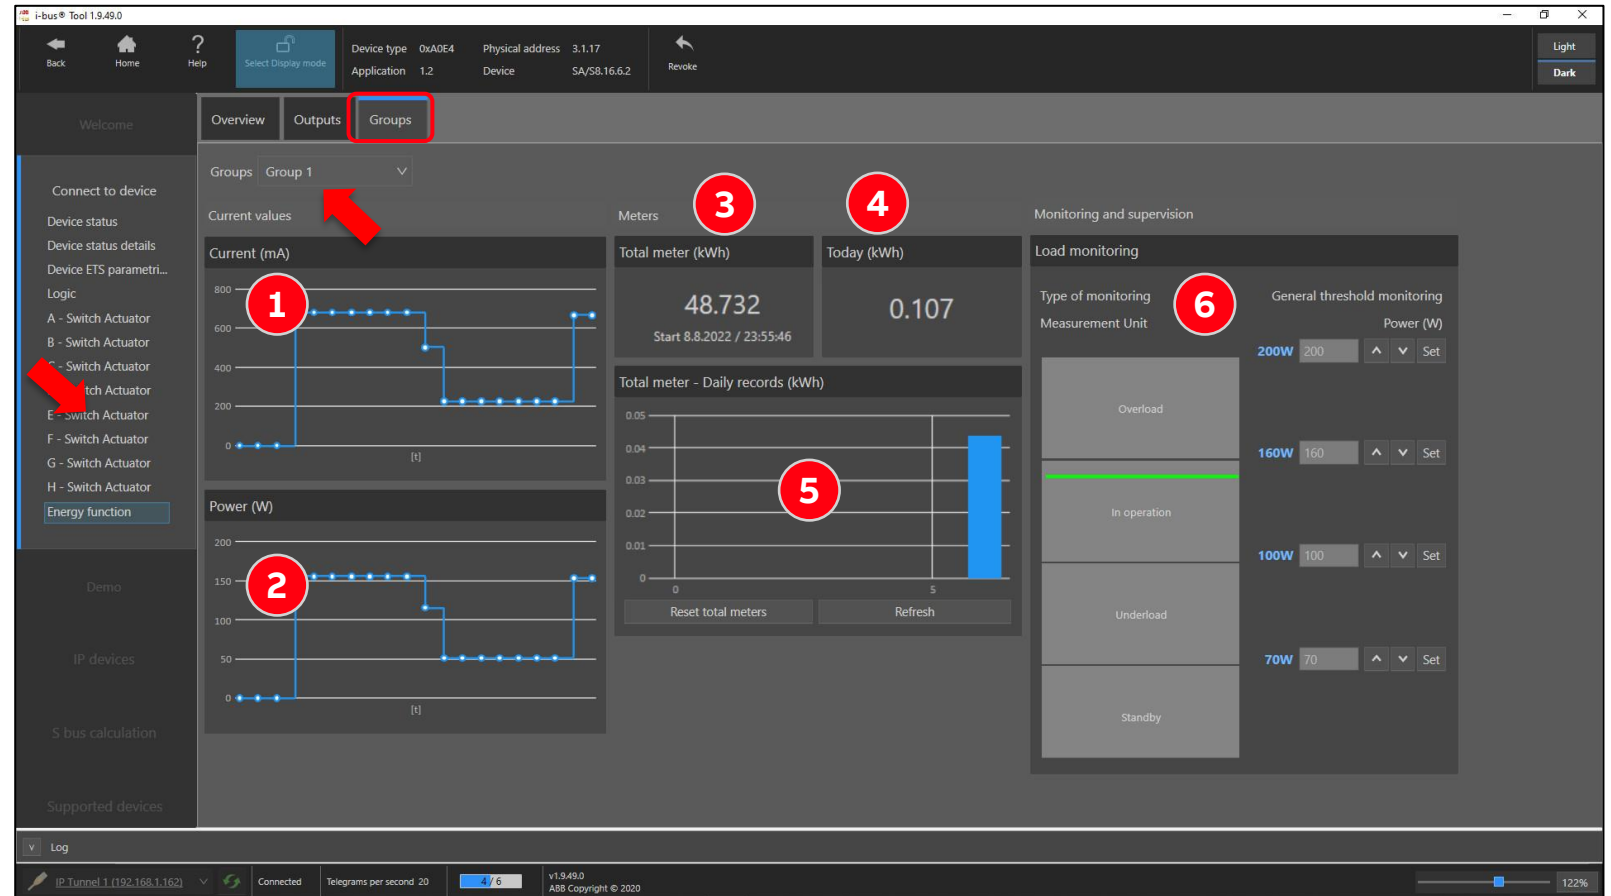 i-bus® Tool 1.9.49.0
Back
Home
Help
Select Display mode
Device type 0xA0E4
Physical address 3.1.17
Application 1.2
Device SA/S8.16.6.2
Revoke
Light
Dark
Welcome
Overview
Outputs
Groups
Connect to device
Device status
Device status details
Device ETS parametri...
Logic
A - Switch Actuator
B - Switch Actuator
- Switch Actuator
tch Actuator
E - Switch Actuator
F - Switch Actuator
G - Switch Actuator
H - Switch Actuator
Energy function
Demo
IP devices
S bus calculation
Supported devices
Groups Group 1
Current values
Current (mA)
800
600
400
200
0
[t]
1
Power (W)
200
150
100
50
0
[t]
2
Meters
3
4
Total meter (kWh)
48.732
Start 8.8.2022 / 23:55:46
Today (kWh)
0.107
Total meter - Daily records (kWh)
0.05
0.04
0.03
0.02
0.01
0
0
5
5
Reset total meters
Refresh
Monitoring and supervision
Load monitoring
Type of monitoring
6
General threshold monitoring
Measurement Unit
Power (W)
200W 200 Set
Overload
160W 160 Set
In operation
100W 100 Set
Underload
70W 70 Set
Standby
v Log
IP Tunnel 1 (192.168.1.162)
Connected
Telegrams per second 20
4 / 6
v1.9.49.0
ABB Copyright © 2020
122%